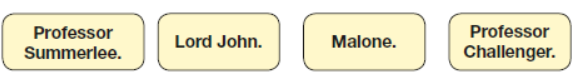 Professor
Summerlee.
Lord John.
Malone.
Professor
Challenger.